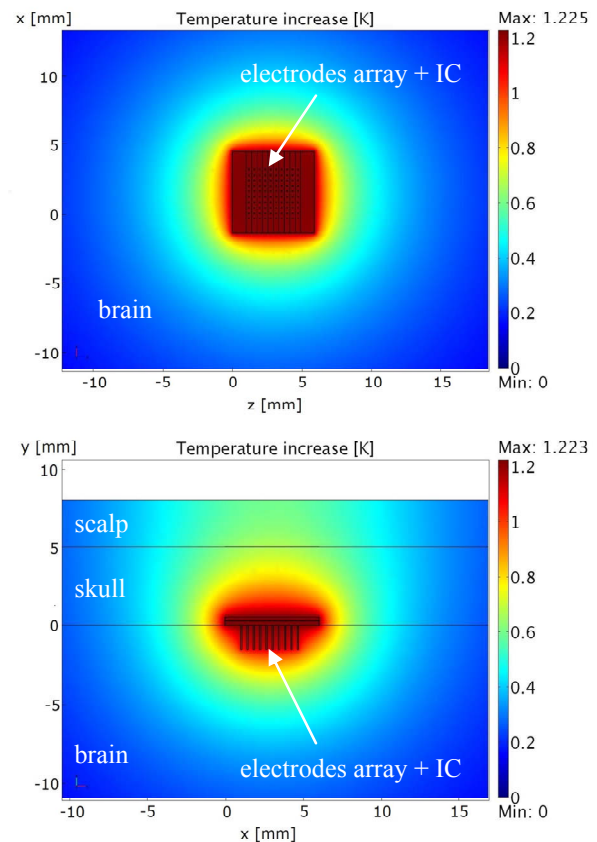 x [mm] Temperature increase [K] Max: 1.225
electrodes array + IC
10
5
0
-5
-10
brain
-10 -5 0 5 10 15
z [mm]
1.2
1
0.8
0.6
0.4
0.2
0
Min: 0
y [mm] Temperature increase [K] Max: 1.223
10
5
0
-5
-10
scalp
skull
brain
electrodes array + IC
-10 -5 0 5 10 15
x [mm]
1.2
1
0.8
0.6
0.4
0.2
0
Min: 0